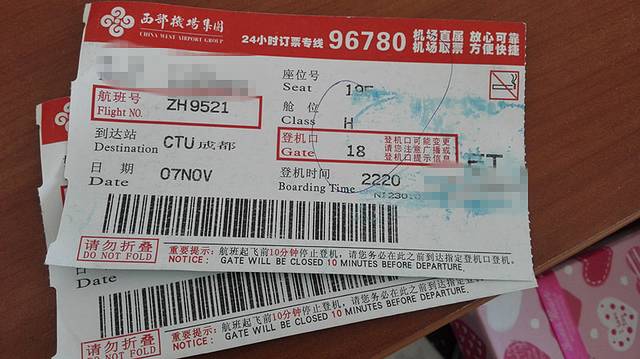 西部機場集團
CHINA WEST AIRPORT GROUP
24小时订票专线 96780 机场直属 放心可靠
机场取票 方便快捷
座位号
Seat
航班号
Flight NO. ZH9521
舱 位
Class H
到达站
Destination CTU成都
登机口
Gate 18
登机口可能变更
请您注意广播或
登机口提示信息
ET
日 期
Date 07NOV
登机时间
Boarding Time 2220
请勿折叠
DO NOT FOLD
重要提示：航班起飞前10分钟停止登机，请您务必在此之前到达指定登机口登机。
NOTICE: GATE WILL BE CLOSED 10 MINUTES BEFORE DEPARTURE.
请勿折叠
DO NOT FOLD
重要提示：航班起飞前10分钟停止登机，请您务必在此之前到达指定登机口登机。
NOTICE: GATE WILL BE CLOSED 10 MINUTES BEFORE DEPARTURE.